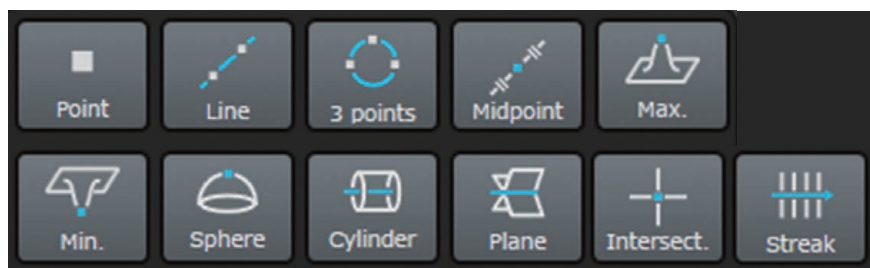 Point
Line
3 points
Midpoint
Max.
Min.
Sphere
Cylinder
Plane
Intersect.
Streak